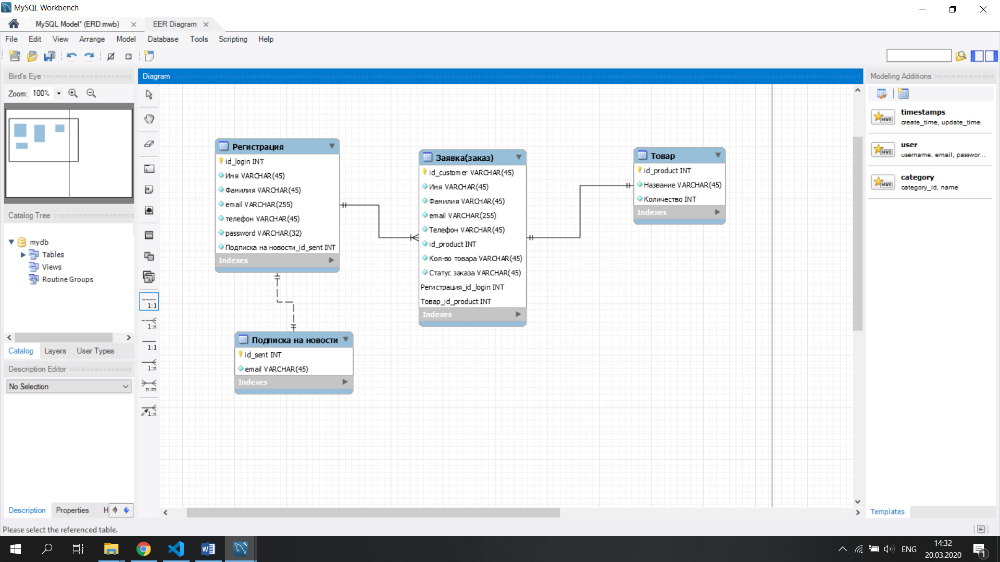 MySQL Workbench
MySQL Model* (ERD.mwb)
EER Diagram
File Edit View Arrange Model Database Tools Scripting Help
Bird's Eye
Zoom: 100%
Catalog Tree
mydb
Tables
Views
Routine Groups
Catalog Layers User Types
Description Editor
No Selection
Description Properties H
Please select the referenced table.
Diagram
1:1
1:n
1:1
1:n
n:m
1:n
Регистрация
id_login INT
Имя VARCHAR(45)
Фамилия VARCHAR(45)
email VARCHAR(255)
телефон VARCHAR(45)
password VARCHAR(32)
Подписка на новости_id_sent INT
Indexes
Подписка на новости
id_sent INT
email VARCHAR(45)
Indexes
Заявка(заказ)
id_customer VARCHAR(45)
Имя VARCHAR(45)
Фамилия VARCHAR(45)
email VARCHAR(255)
Телефон VARCHAR(45)
id_product INT
Кол-во товара VARCHAR(45)
Статус заказа VARCHAR(45)
Регистрация_id_login INT
Товар_id_product INT
Indexes
Товар
id_product INT
Название VARCHAR(45)
Количество INT
Indexes
Modeling Additions
MWB
timestamps
create_time, update_time
MWB
user
username, email, passwor...
MWB
category
category_id, name
Templates
ENG
14:32
20.03.2020
1